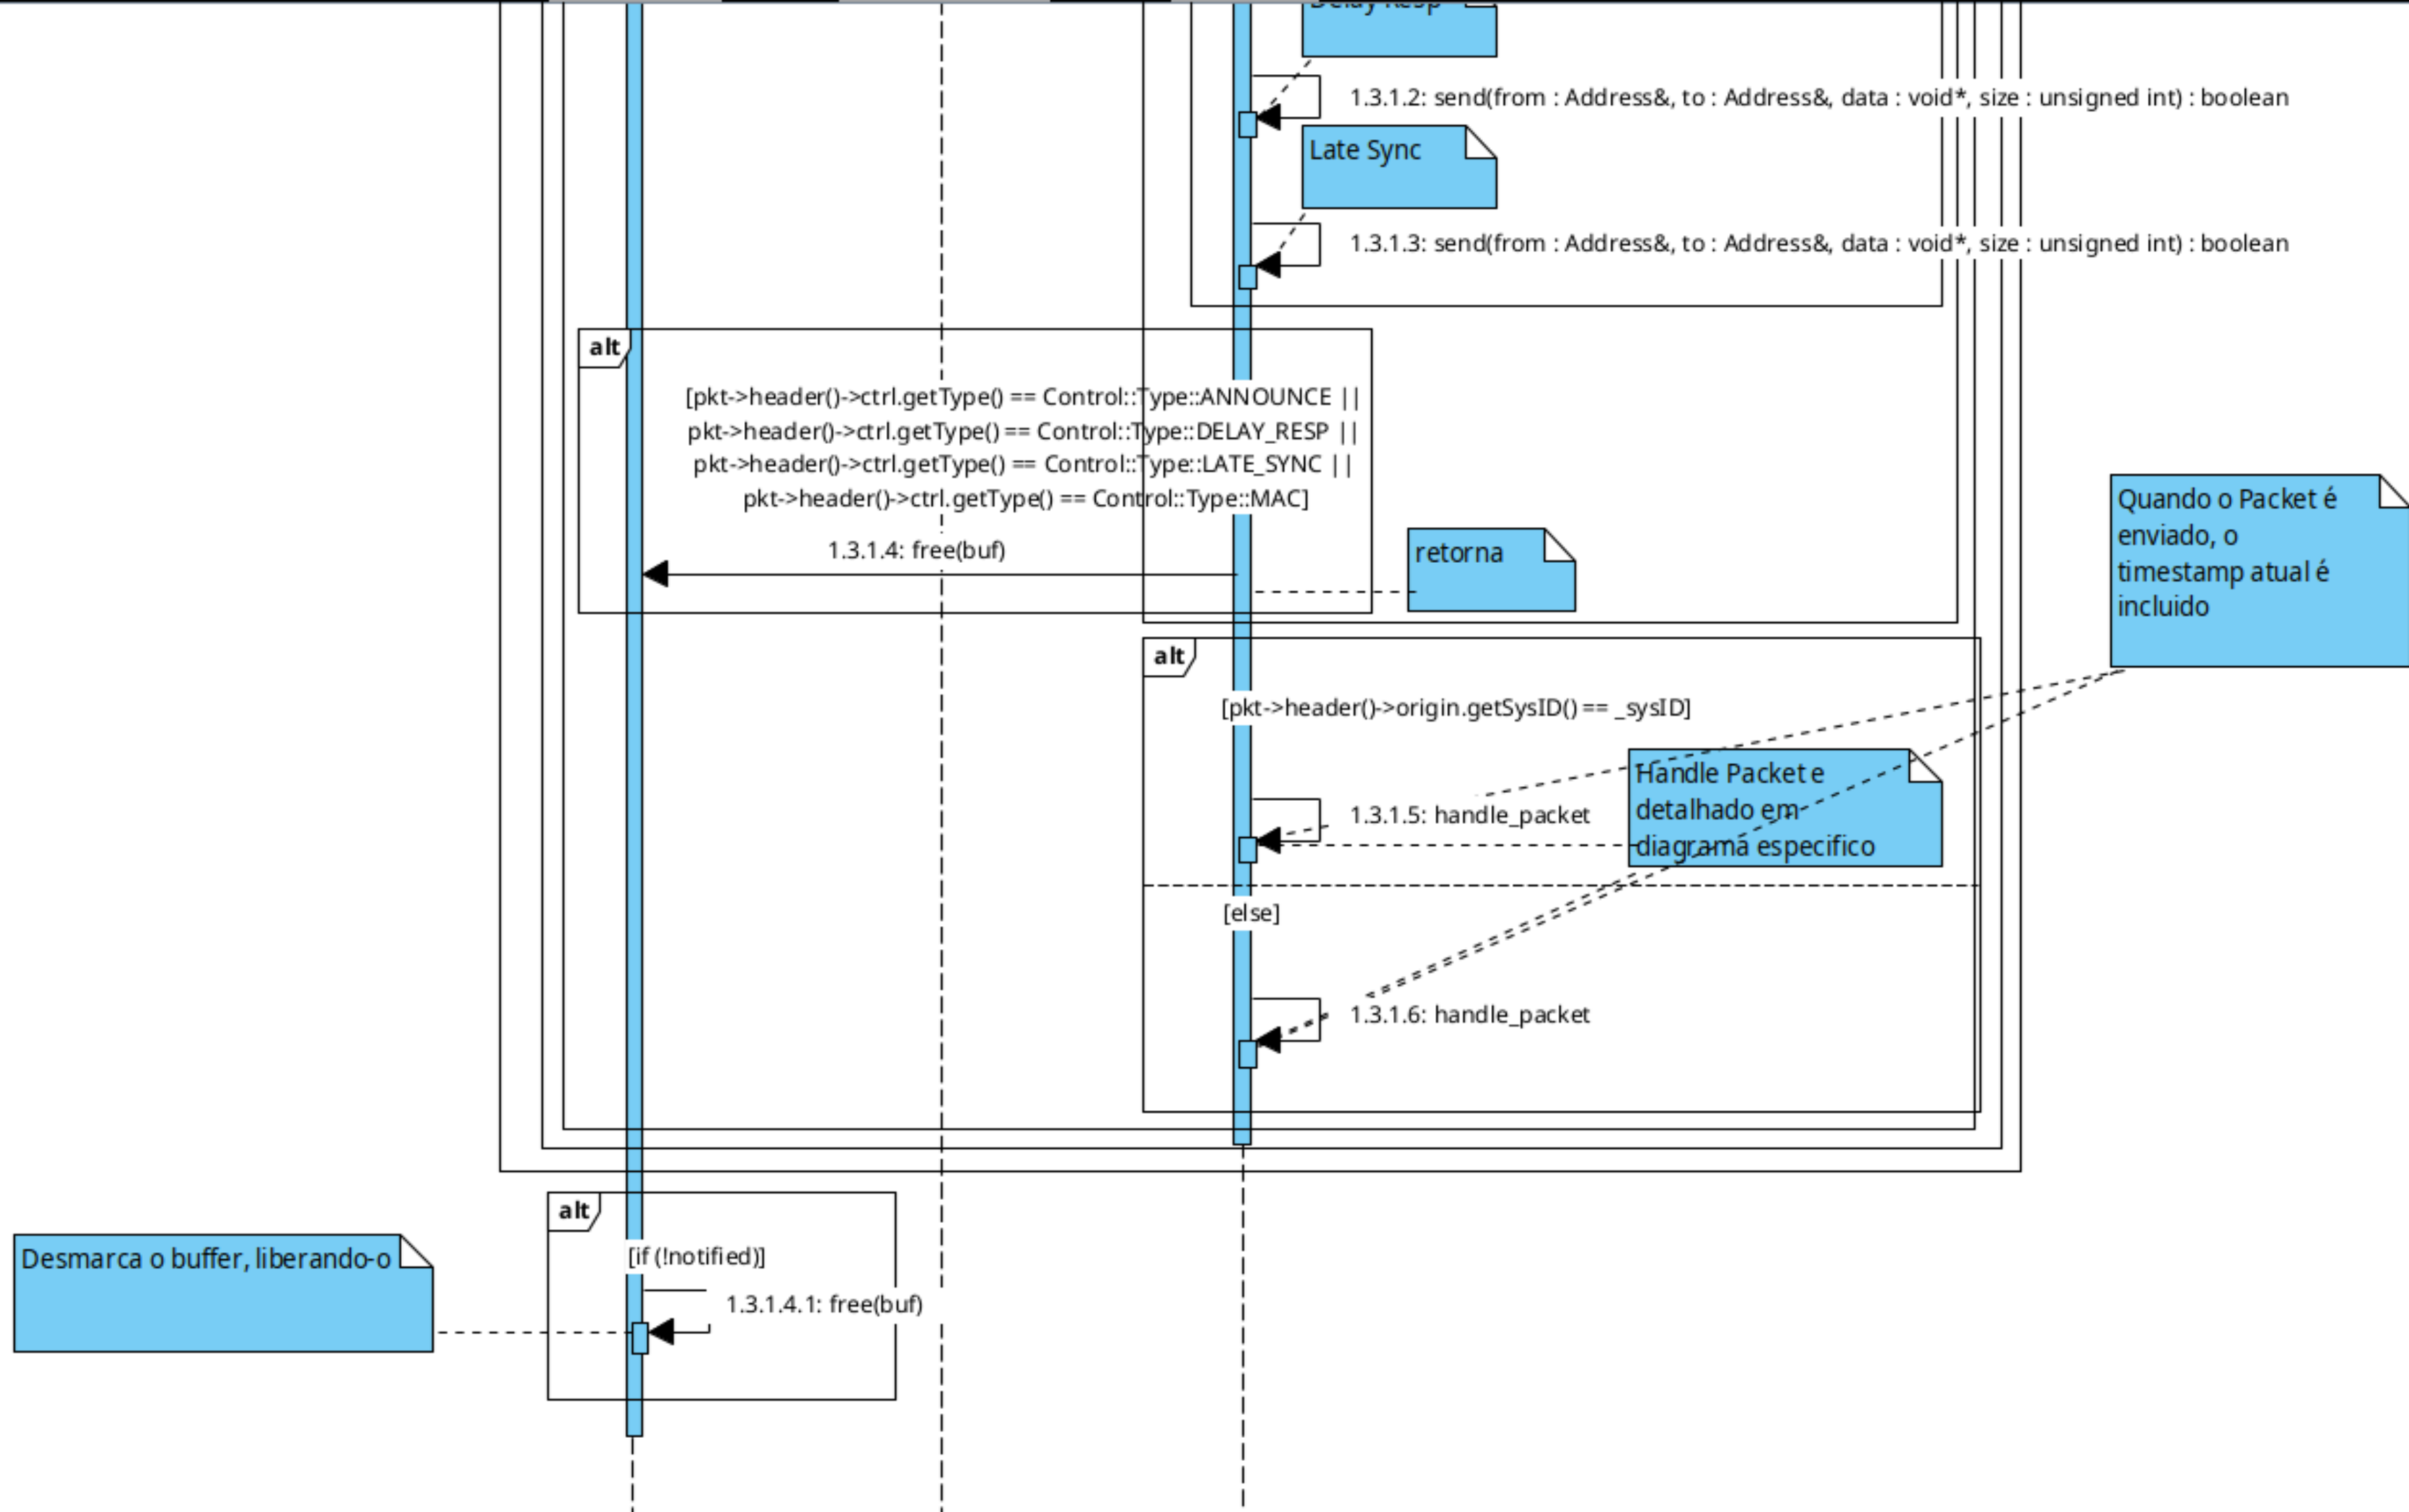 Delay Resp
1.3.1.2: send(from : Address&, to : Address&, data : void*, size : unsigned int) : boolean
Late Sync
1.3.1.3: send(from : Address&, to : Address&, data : void*, size : unsigned int) : boolean
alt
[pkt->header()->ctrl.getType() == Control::Type::ANNOUNCE ||
pkt->header()->ctrl.getType() == Control::Type::DELAY_RESP ||
pkt->header()->ctrl.getType() == Control::Type::LATE_SYNC ||
pkt->header()->ctrl.getType() == Control::Type::MAC]
1.3.1.4: free(buf)
retorna
Quando o Packet é
enviado, o
timestamp atual é
incluido
alt
[pkt->header()->origin.getSysID() == _sysID]
Handle Packet e
detalhado em
diagrama especifico
1.3.1.5: handle_packet
[else]
1.3.1.6: handle_packet
alt
Desmarca o buffer, liberando-o
[if (!notified)]
1.3.1.4.1: free(buf)